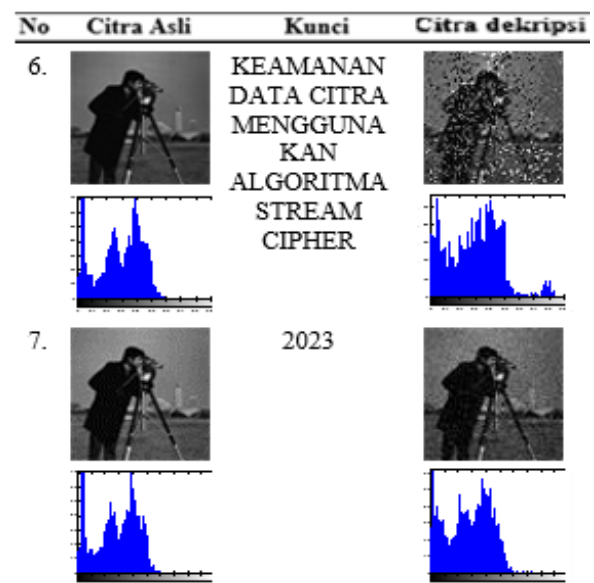 No Citra Asli Kunci Citra dekripsi
6. KEAMANAN
DATA CITRA
MENGGUNA
KAN
ALGORITMA
STREAM
CIPHER
7. 2023